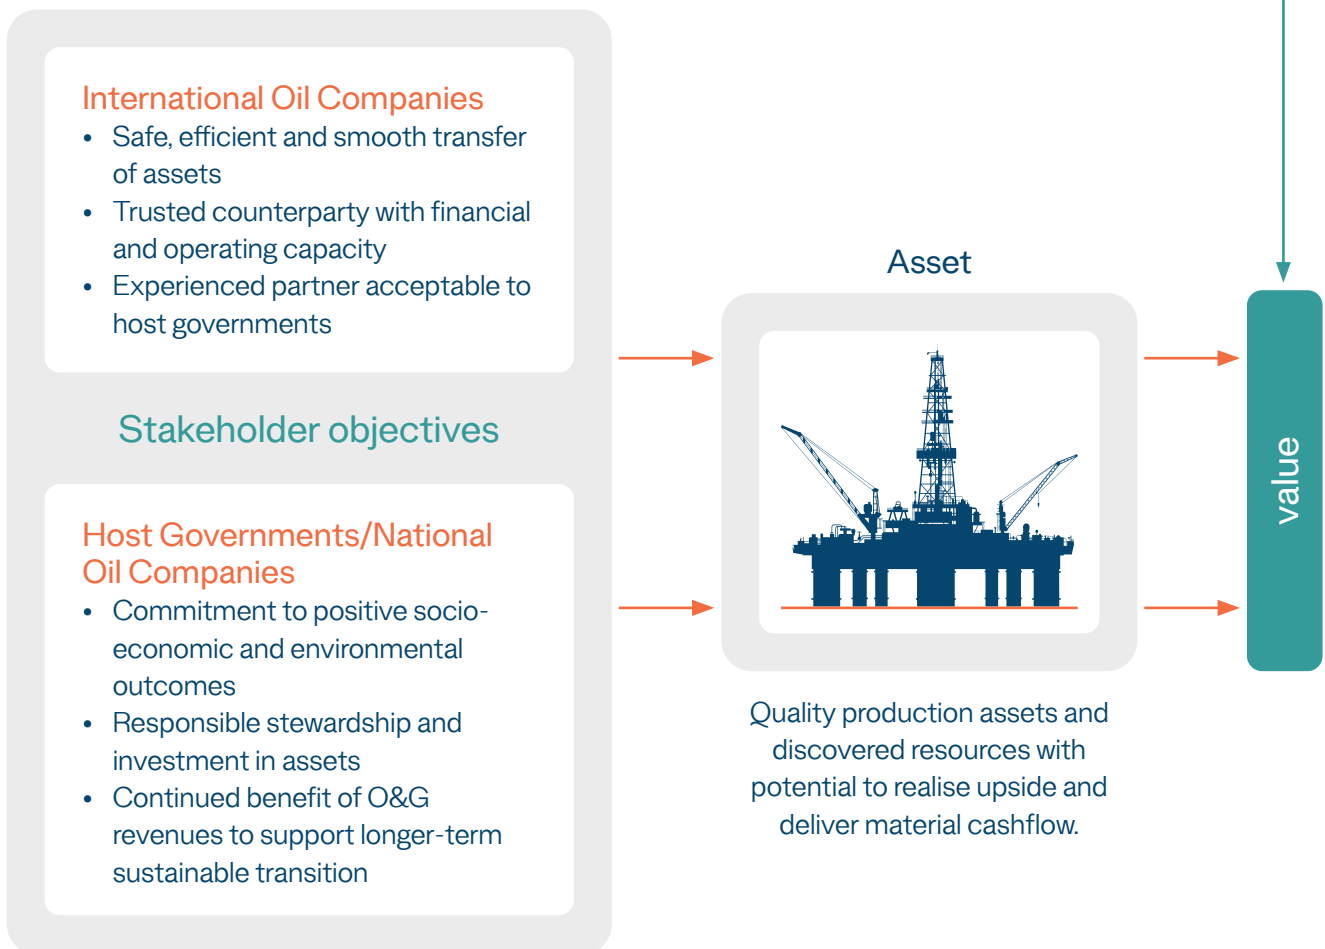 International Oil Companies
• Safe, efficient and smooth transfer
of assets
• Trusted counterparty with financial
and operating capacity
• Experienced partner acceptable to
host governments
Stakeholder objectives
Host Governments/National
Oil Companies
• Commitment to positive socio-
economic and environmental
outcomes
• Responsible stewardship and
investment in assets
• Continued benefit of O&G
revenues to support longer-term
sustainable transition
Asset
Quality production assets and
discovered resources with
potential to realise upside and
deliver material cashflow.
value